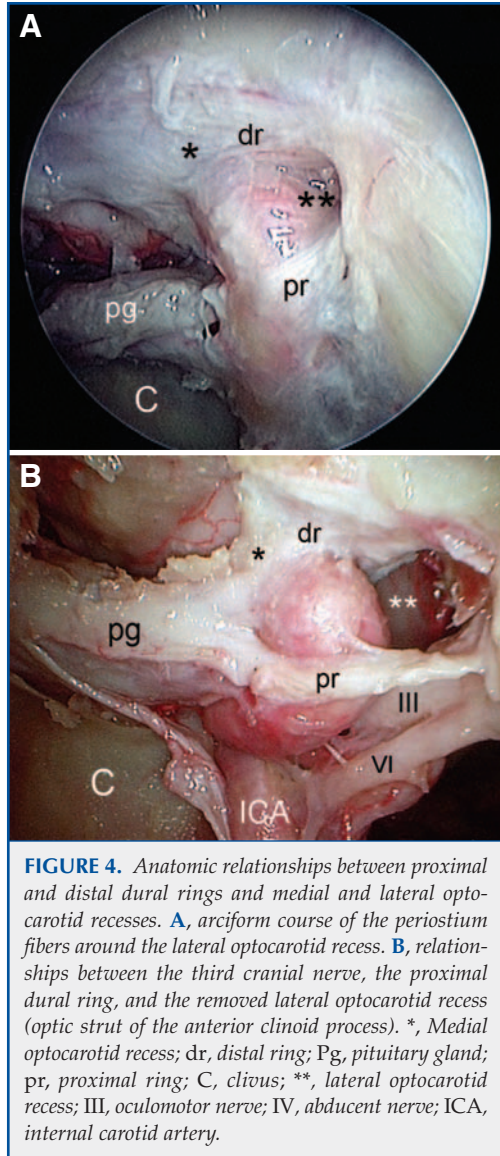 A
*
dr
**
pr
pg
C
B
*
dr
**
pg
pr
III
VI
C
ICA
FIGURE 4. Anatomic relationships between proximal
and distal dural rings and medial and lateral opto-
carotid recesses. A, arciform course of the periostium
fibers around the lateral optocarotid recess. B, relation-
ships between the third cranial nerve, the proximal
dural ring, and the removed lateral optocarotid recess
(optic strut of the anterior clinoid process). *, Medial
optocarotid recess; dr, distal ring; Pg, pituitary gland;
pr, proximal ring; C, clivus; **, lateral optocarotid
recess; III, oculomotor nerve; IV, abducent nerve; ICA,
internal carotid artery.